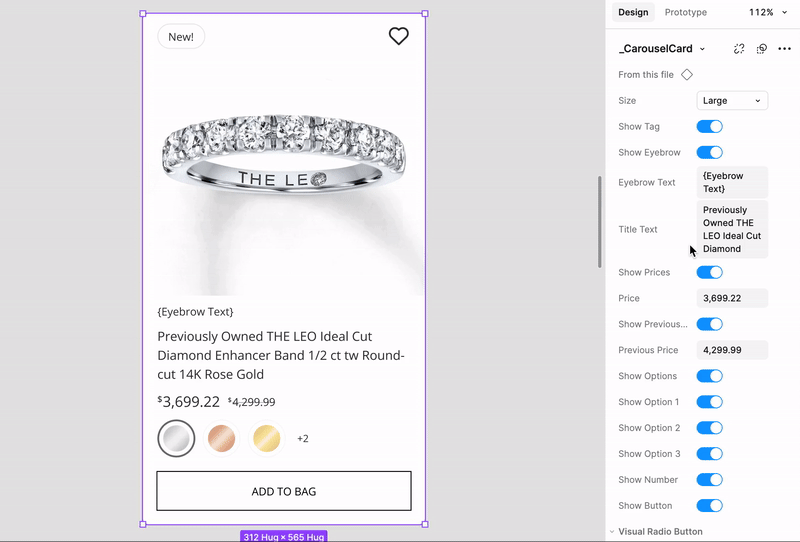 New!
THE LEO
{Eyebrow Text}
Previously Owned THE LEO Ideal Cut
Diamond Enhancer Band 1/2 ct tw Round-
cut 14K Rose Gold
$3,699.22 $4,299.99
+2
ADD TO BAG
312 Hug × 565 Hug
Design Prototype 112%
_CarouselCard
From this file
Size Large
Show Tag
Show Eyebrow
Eyebrow Text
{Eyebrow
Text}
Title Text
Previously
Owned THE
LEO Ideal Cut
Diamond
Show Prices
Price 3,699.22
Show Previous...
Previous Price 4,299.99
Show Options
Show Option 1
Show Option 2
Show Option 3
Show Number
Show Button
Visual Radio Button